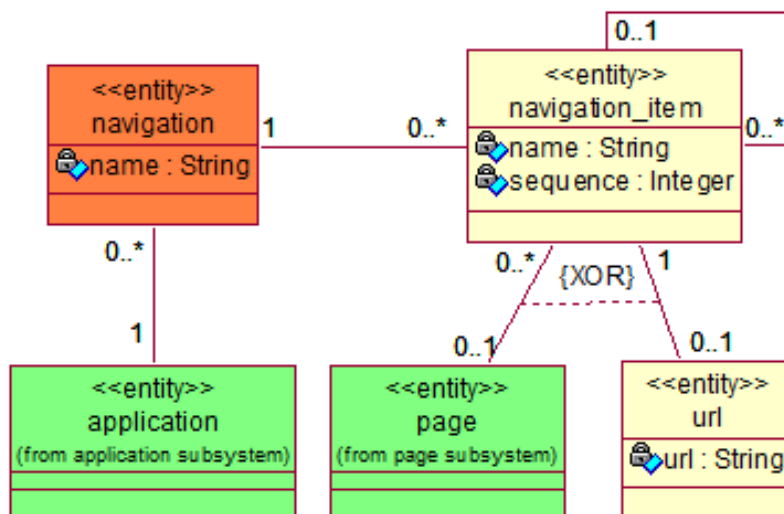 0..1
<<entity>>
navigation
name : String
1
0..*
<<entity>>
navigation_item
name : String
sequence : Integer
0..*
0..*
1
0..*
{XOR}
1
0..1
0..1
<<entity>>
application
(from application subsystem)
<<entity>>
page
(from page subsystem)
<<entity>>
url
url : String